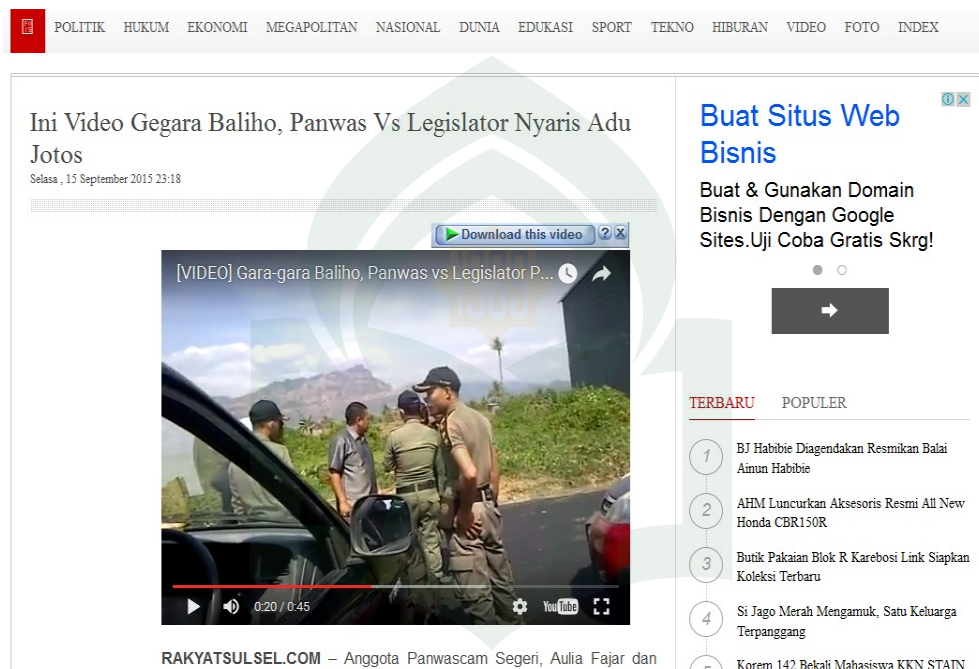 POLITIK HUKUM EKONOMI MEGAPOLITAN NASIONAL DUNIA EDUKASI SPORT TEKNO HIBURAN VIDEO FOTO INDEX
Ini Video Gegara Baliho, Panwas Vs Legislator Nyaris Adu
Jotos
Selasa , 15 September 2015 23:18
Download this video ? X
[VIDEO] Gara-gara Baliho, Panwas vs Legislator P...
1000
0:20 / 0:45
YouTube
RAKYATSULSEL.COM – Anggota Panwascam Segeri, Aulia Fajar dan
Buat Situs Web
Bisnis
Buat & Gunakan Domain
Bisnis Dengan Google
Sites.Uji Coba Gratis Skrg!
TERBARU POPULER
1 BJ Habibie Diagendakan Resmikan Balai
Ainun Habibie
2 AHM Luncurkan Aksesoris Resmi All New
Honda CBR150R
3 Butik Pakaian Blok R Karebosi Link Siapkan
Koleksi Terbaru
4 Si Jago Merah Mengamuk, Satu Keluarga
Terpanggang
5 Korem 142 Bekali Mahasiswa KKN STAIN